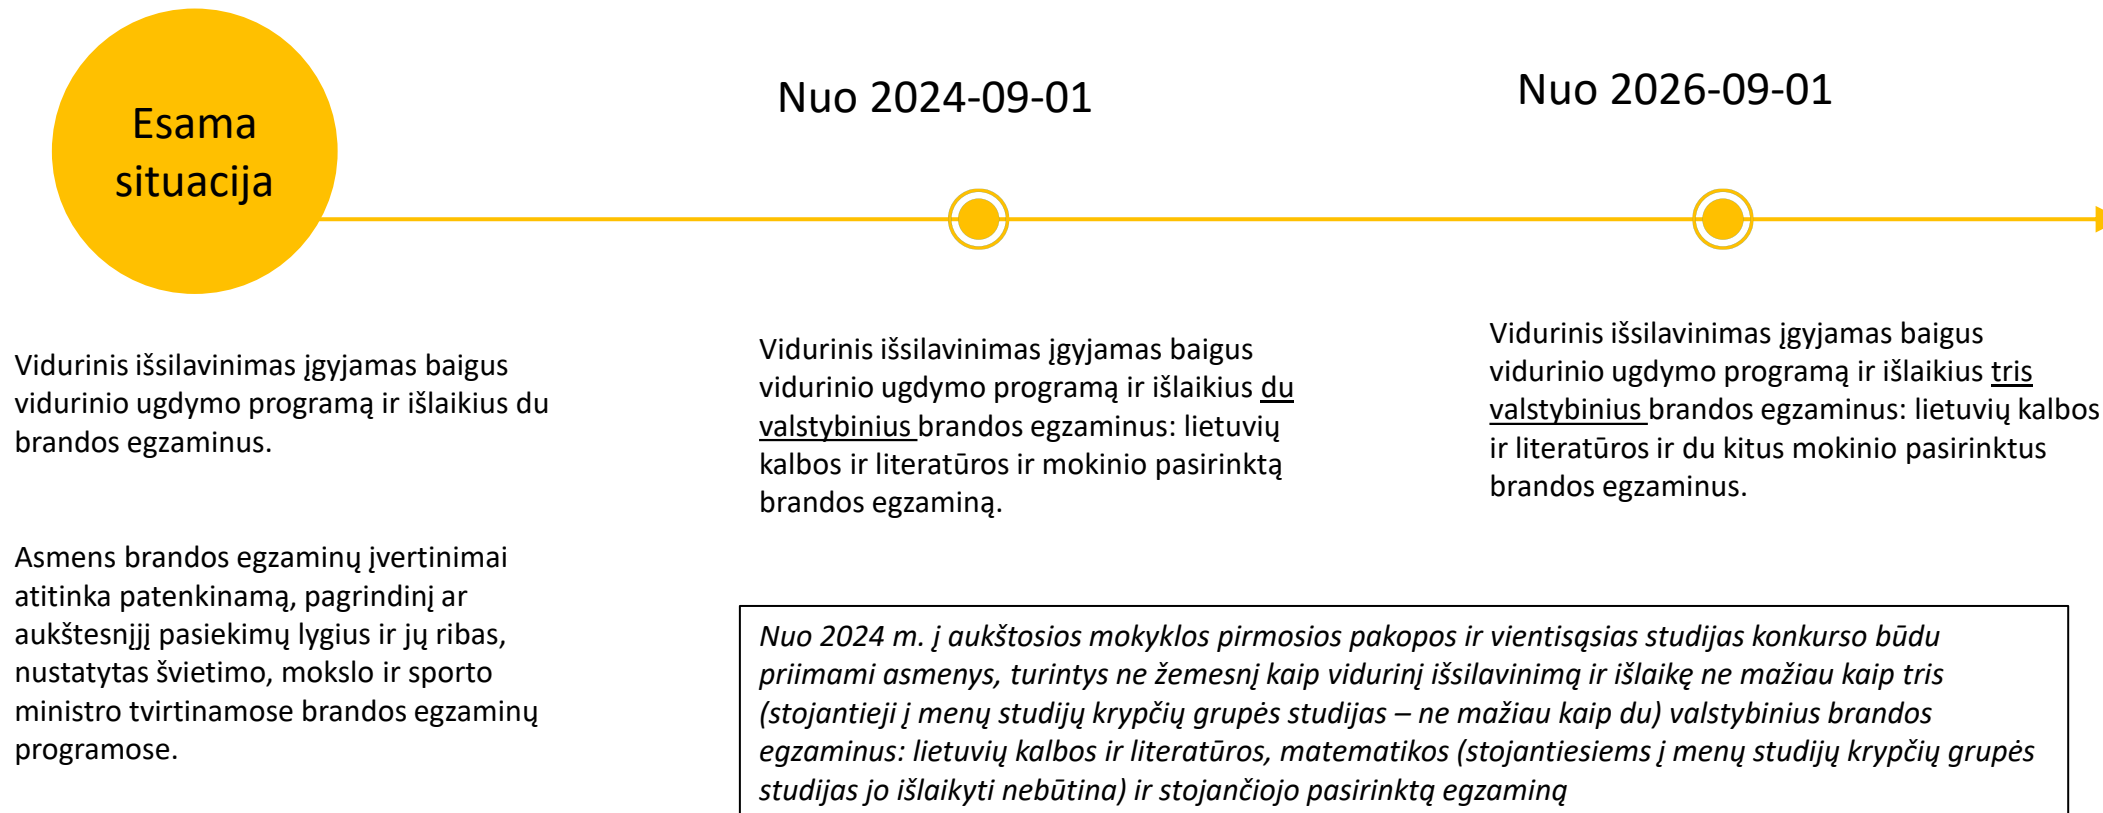 Esama
situacija
Nuo 2024-09-01
Nuo 2026-09-01
Vidurinis išsilavinimas įgyjamas baigus
vidurinio ugdymo programą ir išlaikius du
brandos egzaminus.
Asmens brandos egzaminų įvertinimai
atitinka patenkinamą, pagrindinį ar
aukštesnįjį pasiekimų lygius ir jų ribas,
nustatytas švietimo, mokslo ir sporto
ministro tvirtinamose brandos egzaminų
programose.
Vidurinis išsilavinimas įgyjamas baigus
vidurinio ugdymo programą ir išlaikius du
valstybinius brandos egzaminus: lietuvių
kalbos ir literatūros ir mokinio pasirinktą
brandos egzaminą.
Vidurinis išsilavinimas įgyjamas baigus
vidurinio ugdymo programą ir išlaikius tris
valstybinius brandos egzaminus: lietuvių kalbos
ir literatūros ir du kitus mokinio pasirinktus
brandos egzaminus.
Nuo 2024 m. į aukštosios mokyklos pirmosios pakopos ir vientisąsias studijas konkurso būdu
priimami asmenys, turintys ne žemesnį kaip vidurinį išsilavinimą ir išlaikę ne mažiau kaip tris
(stojantieji į menų studijų krypčių grupės studijas – ne mažiau kaip du) valstybinius brandos
egzaminus: lietuvių kalbos ir literatūros, matematikos (stojantiesiems į menų studijų krypčių grupės
studijas jo išlaikyti nebūtina) ir stojančiojo pasirinktą egzaminą